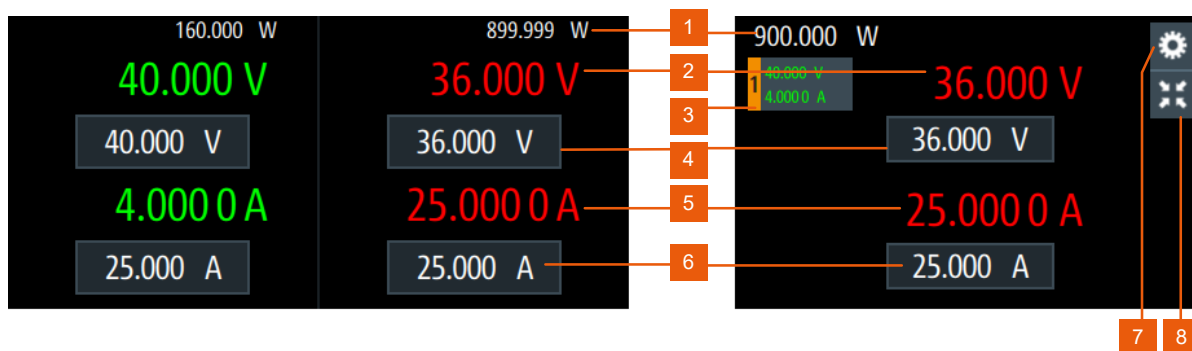 160.000 W
899.999 W
1
900.000 W
40.000 V
36.000 V
2
40.000 V
36.000 V
1
4.0000 A
3
40.000 V
36.000 V
4
36.000 V
4.0000 A
25.0000 A
5
25.0000 A
25.000 A
25.000 A
6
25.000 A
7
8